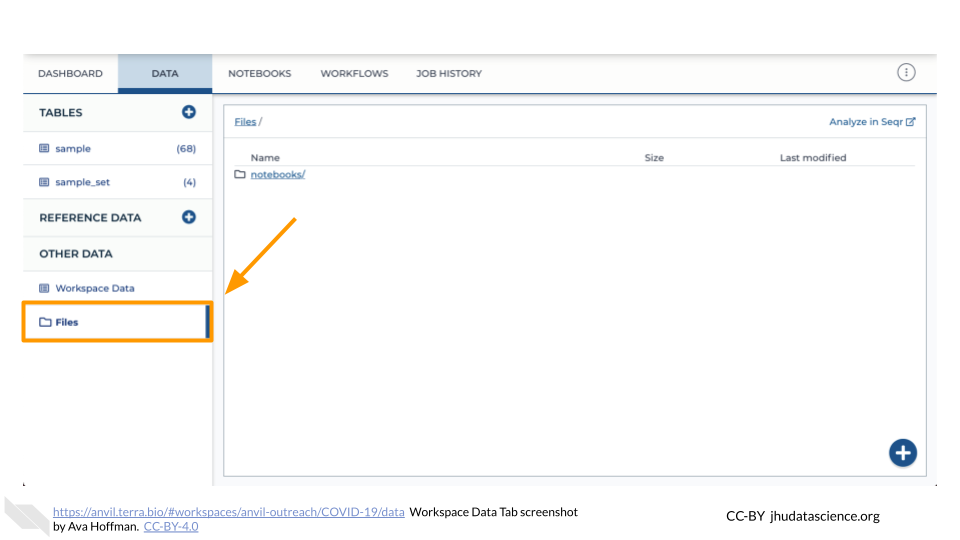 DASHBOARD DATA NOTEBOOKS WORKFLOWS JOB HISTORY
TABLES
sample (68)
sample_set (4)
REFERENCE DATA
OTHER DATA
Workspace Data
Files
Files / Analyze in Seqr
Name Size Last modified
notebooks/
https://anvil.terra.bio/#workspaces/anvil-outreach/COVID-19/data Workspace Data Tab screenshot
by Ava Hoffman. CC-BY-4.0
CC-BY jhudatascience.org